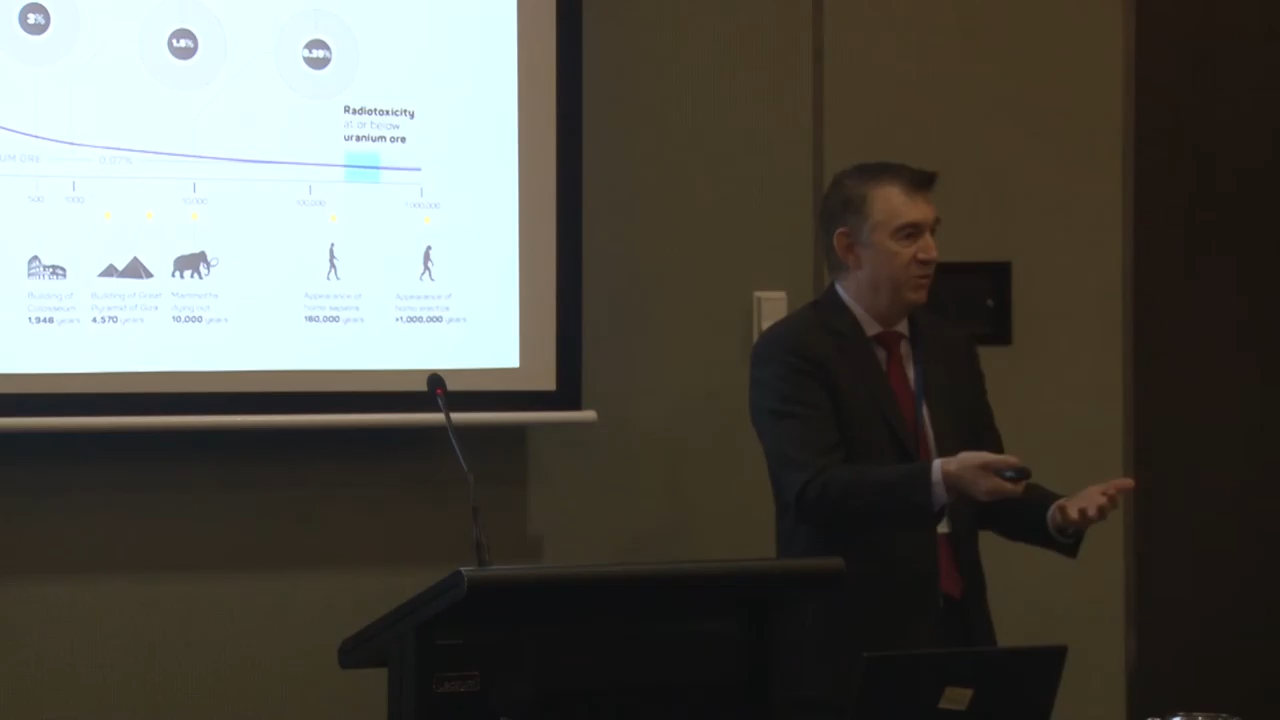 3%
1.6%
0.39%
Radiotoxicity
at or below
uranium ore
UM ORE
0.07%
500
1000
10,000
100,000
1,000,000
Building of
Colosseum
1,946 years
Building of Great
Pyramid of Giza
4,570 years
Mammoths
dying out
10,000 years
Appearance of
homo sapiens
160,000 years
Appearance of
homo erectus
>1,000,000 years
Lectrum